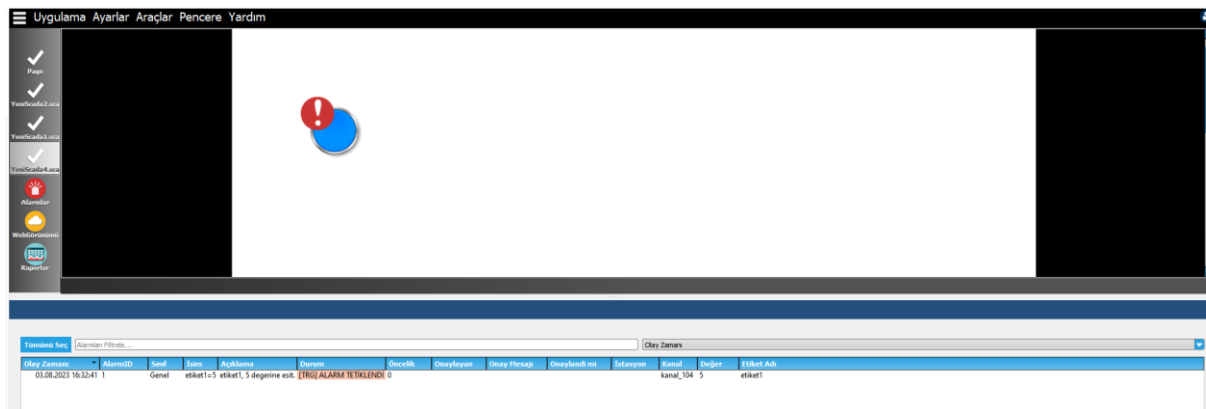 Uygulama Ayarlar Araçlar Pencere Yardım
Page
YeniScada2.sca
YeniScada1.sca
YeniScada4.sca
Alarmlar
WebGörünümü
Raporlar
Tümünü Seç Alarmları Filtrele... Olay Zamanı
Olay Zamanı AlarmID Sınıf İsim Açıklama Durum Öncelik Onaylayan Onay Mesajı Onaylandi mi İstasyon Kanal Değer Etiket Adı
03.08.2023 16:32:41 1 Genel etiket1=5 etiket1, 5 degerine esit. [TRG] ALARM TETİKLENDİ 0 kanal_104 5 etiket1